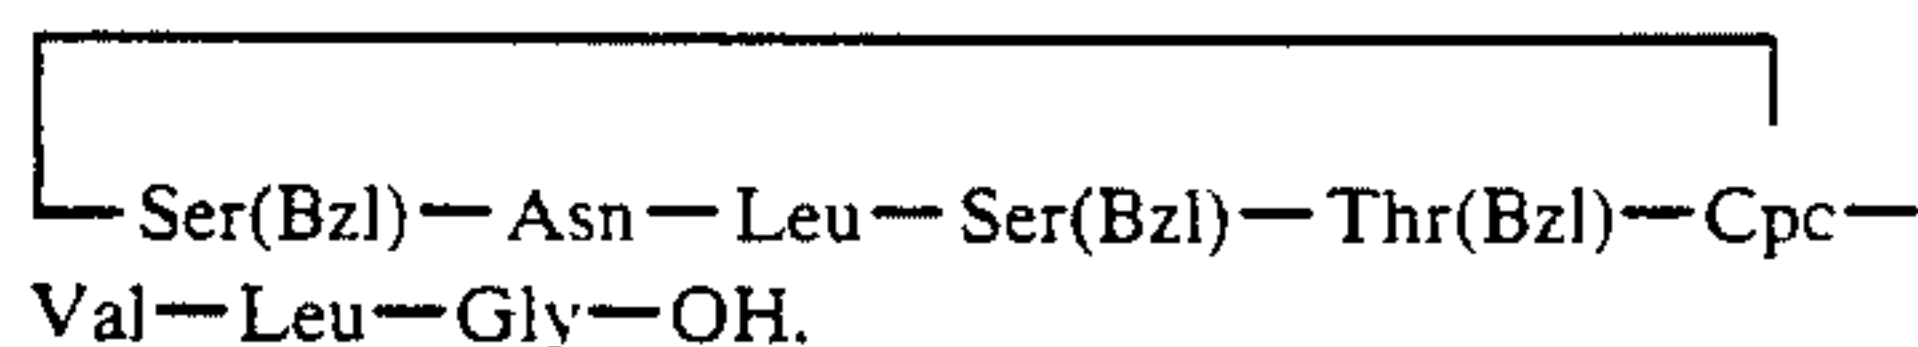 Ser(Bzl)—Asn—Leu—Ser(Bzl)—Thr(Bzl)—Cpc—
Val—Leu—Gly—OH.